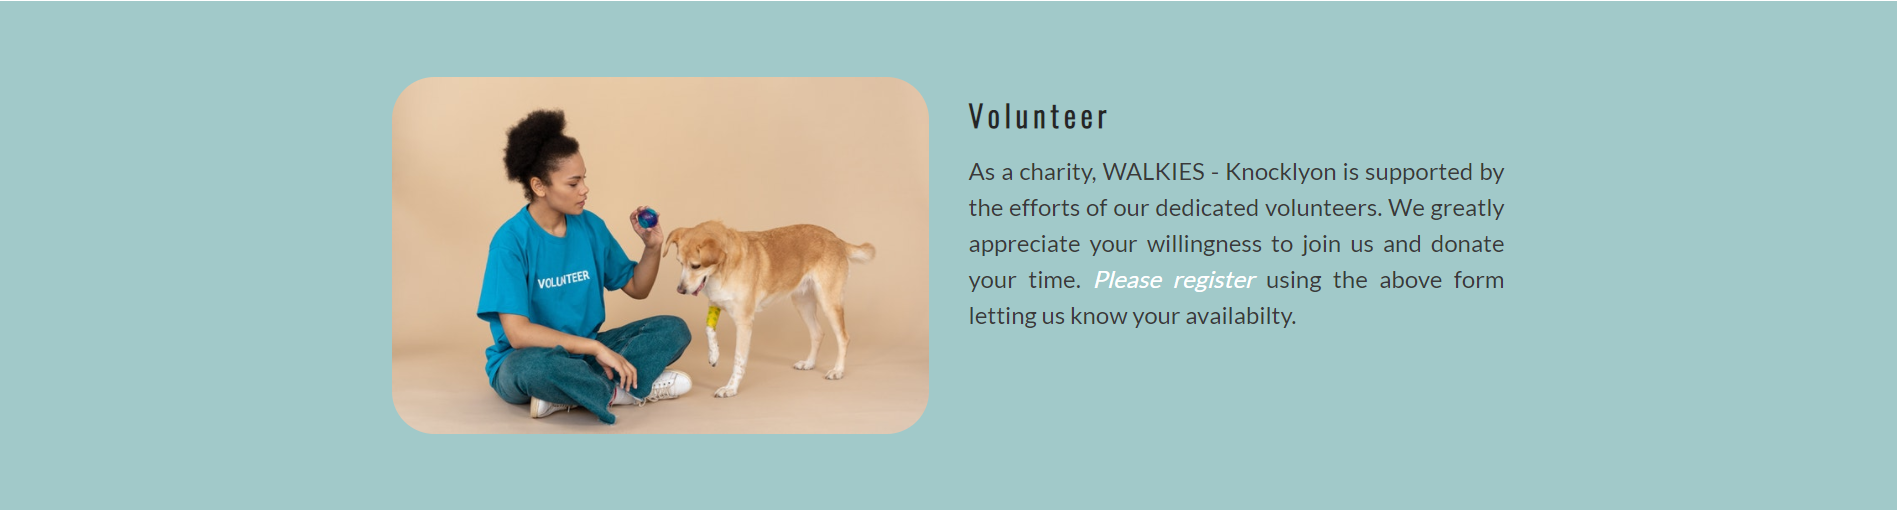 Volunteer
As a charity, WALKIES - Knocklyon is supported by
the efforts of our dedicated volunteers. We greatly
appreciate your willingness to join us and donate
your time. Please register using the above form
letting us know your availabilty.
VOLUNTEER